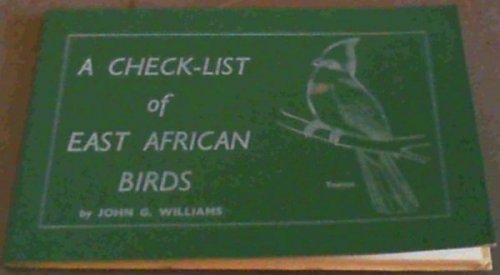 A CHECK-LIST
of
EAST AFRICAN
BIRDS
by JOHN G. WILLIAMS